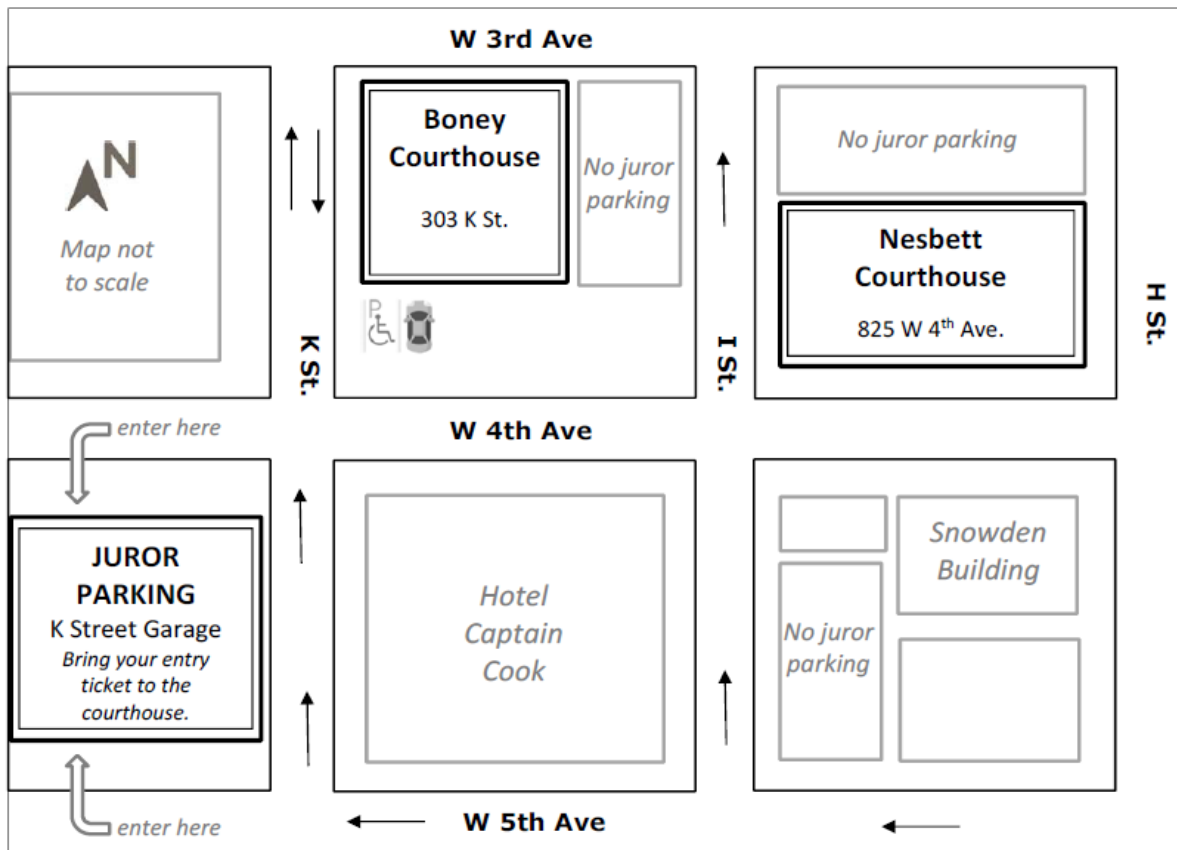 W 3rd Ave
N
Map not
to scale
Boney
Courthouse
303 K St.
No juror
parking
No juror parking
Nesbett
Courthouse
825 W 4th Ave.
P
K St.
I St.
H St.
enter here
W 4th Ave
JUROR
PARKING
K Street Garage
Bring your entry
ticket to the
courthouse.
Hotel
Captain
Cook
Snowden
Building
No juror
parking
enter here
W 5th Ave